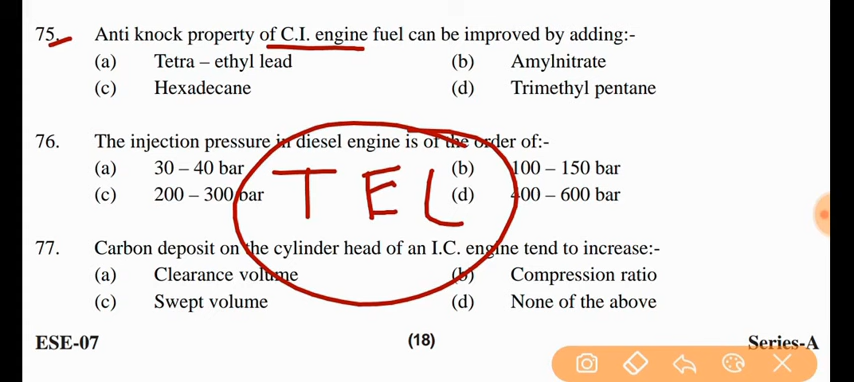 75. Anti knock property of C.I. engine fuel can be improved by adding:-
(a) Tetra – ethyl lead (b) Amylnitrate
(c) Hexadecane (d) Trimethyl pentane
76. The injection pressure in diesel engine is of the order of:-
(a) 30 – 40 bar (b) 100 – 150 bar
(c) 200 – 300 bar (d) 400 – 600 bar
TEL
77. Carbon deposit on the cylinder head of an I.C. engine tend to increase:-
(a) Clearance volume (b) Compression ratio
(c) Swept volume (d) None of the above
ESE-07 (18) Series-A